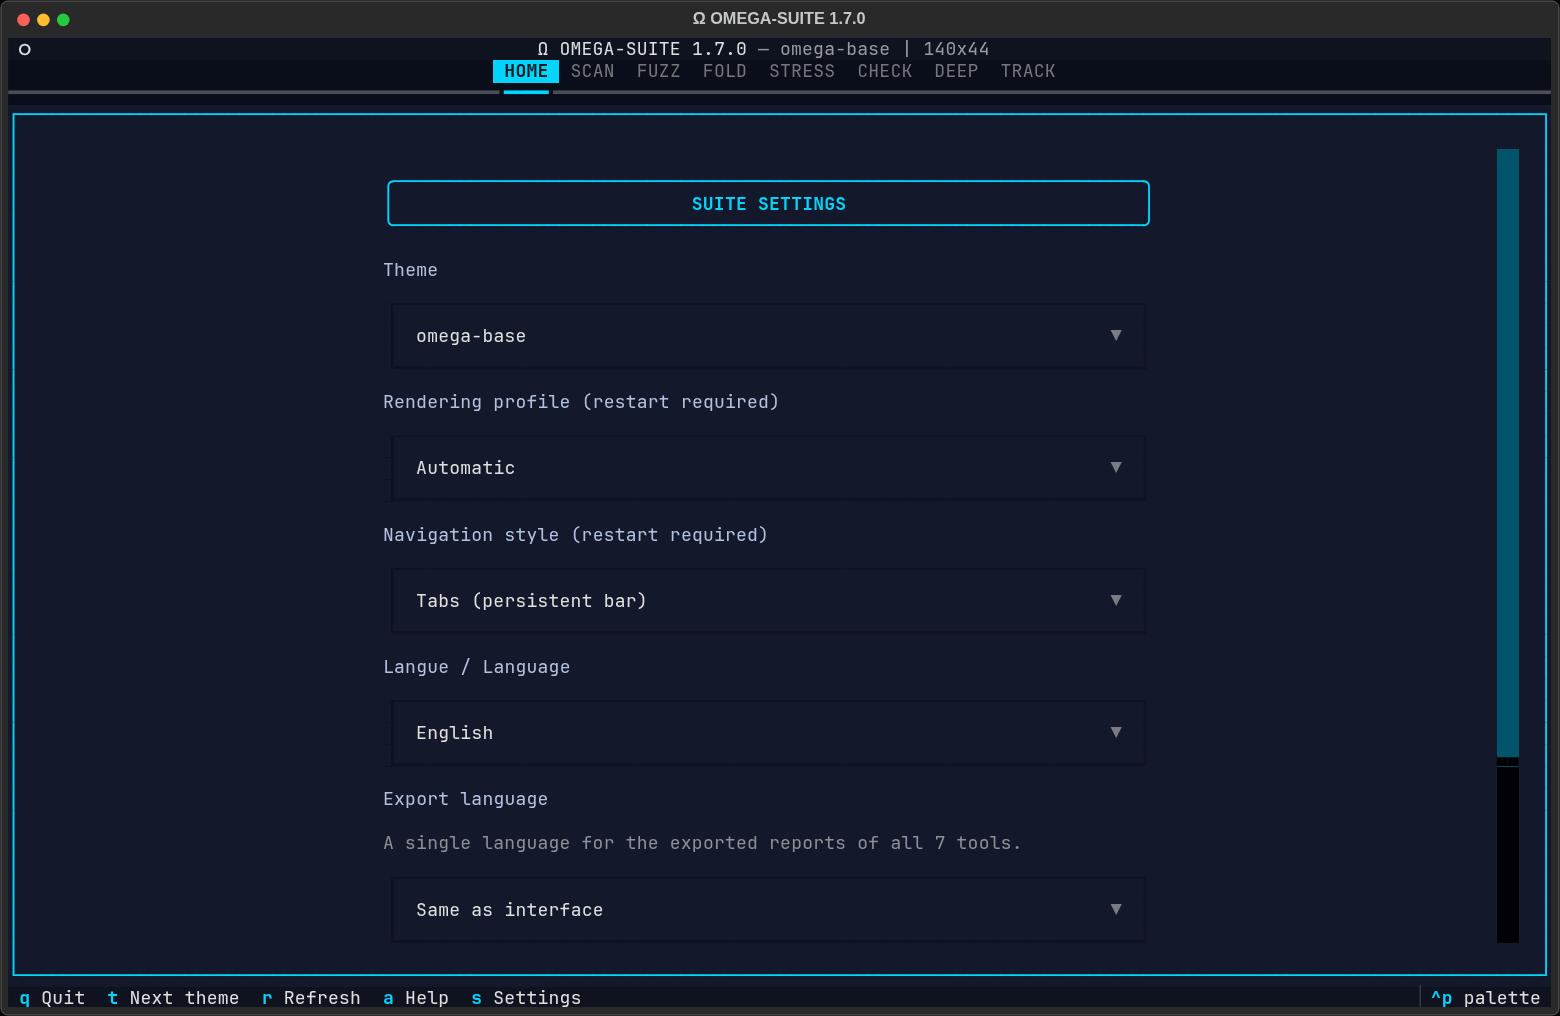 Ω OMEGA-SUITE 1.7.0
Ω OMEGA-SUITE 1.7.0 — omega-base | 140x44
HOME SCAN FUZZ FOLD STRESS CHECK DEEP TRACK
SUITE SETTINGS
Theme
omega-base ▼
Rendering profile (restart required)
Automatic ▼
Navigation style (restart required)
Tabs (persistent bar) ▼
Langue / Language
English ▼
Export language
A single language for the exported reports of all 7 tools.
Same as interface ▼
q Quit t Next theme r Refresh a Help s Settings ^p palette